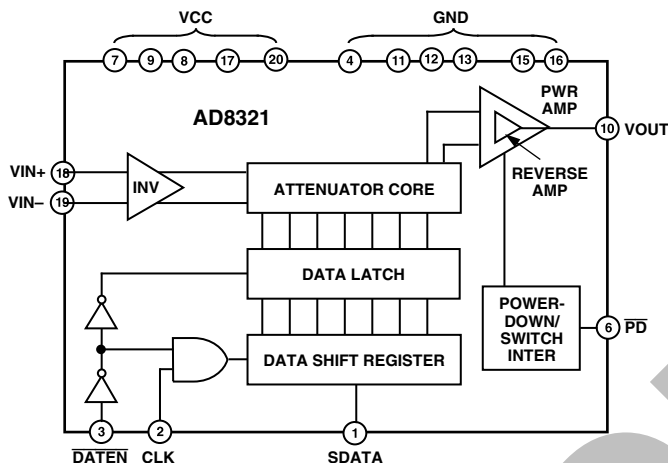 VCC GND
7 9 8 17 20 4 11 12 13 15 16
AD8321
PWR
AMP
10 VOUT
REVERSE
AMP
VIN+ 18
VIN– 19
INV
ATTENUATOR CORE
DATA LATCH
POWER-
DOWN/
SWITCH
INTER
6 PD
DATA SHIFT REGISTER
3 2 1
DATEN CLK SDATA